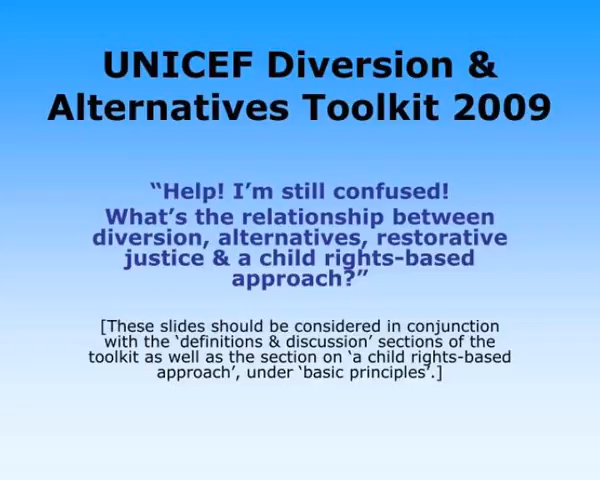 UNICEF Diversion &
Alternatives Toolkit 2009
“Help! I’m still confused!
What’s the relationship between
diversion, alternatives, restorative
justice & a child rights-based
approach?”
[These slides should be considered in conjunction
with the ‘definitions & discussion’ sections of the
toolkit as well as the section on ‘a child rights-based
approach’, under ‘basic principles’.]